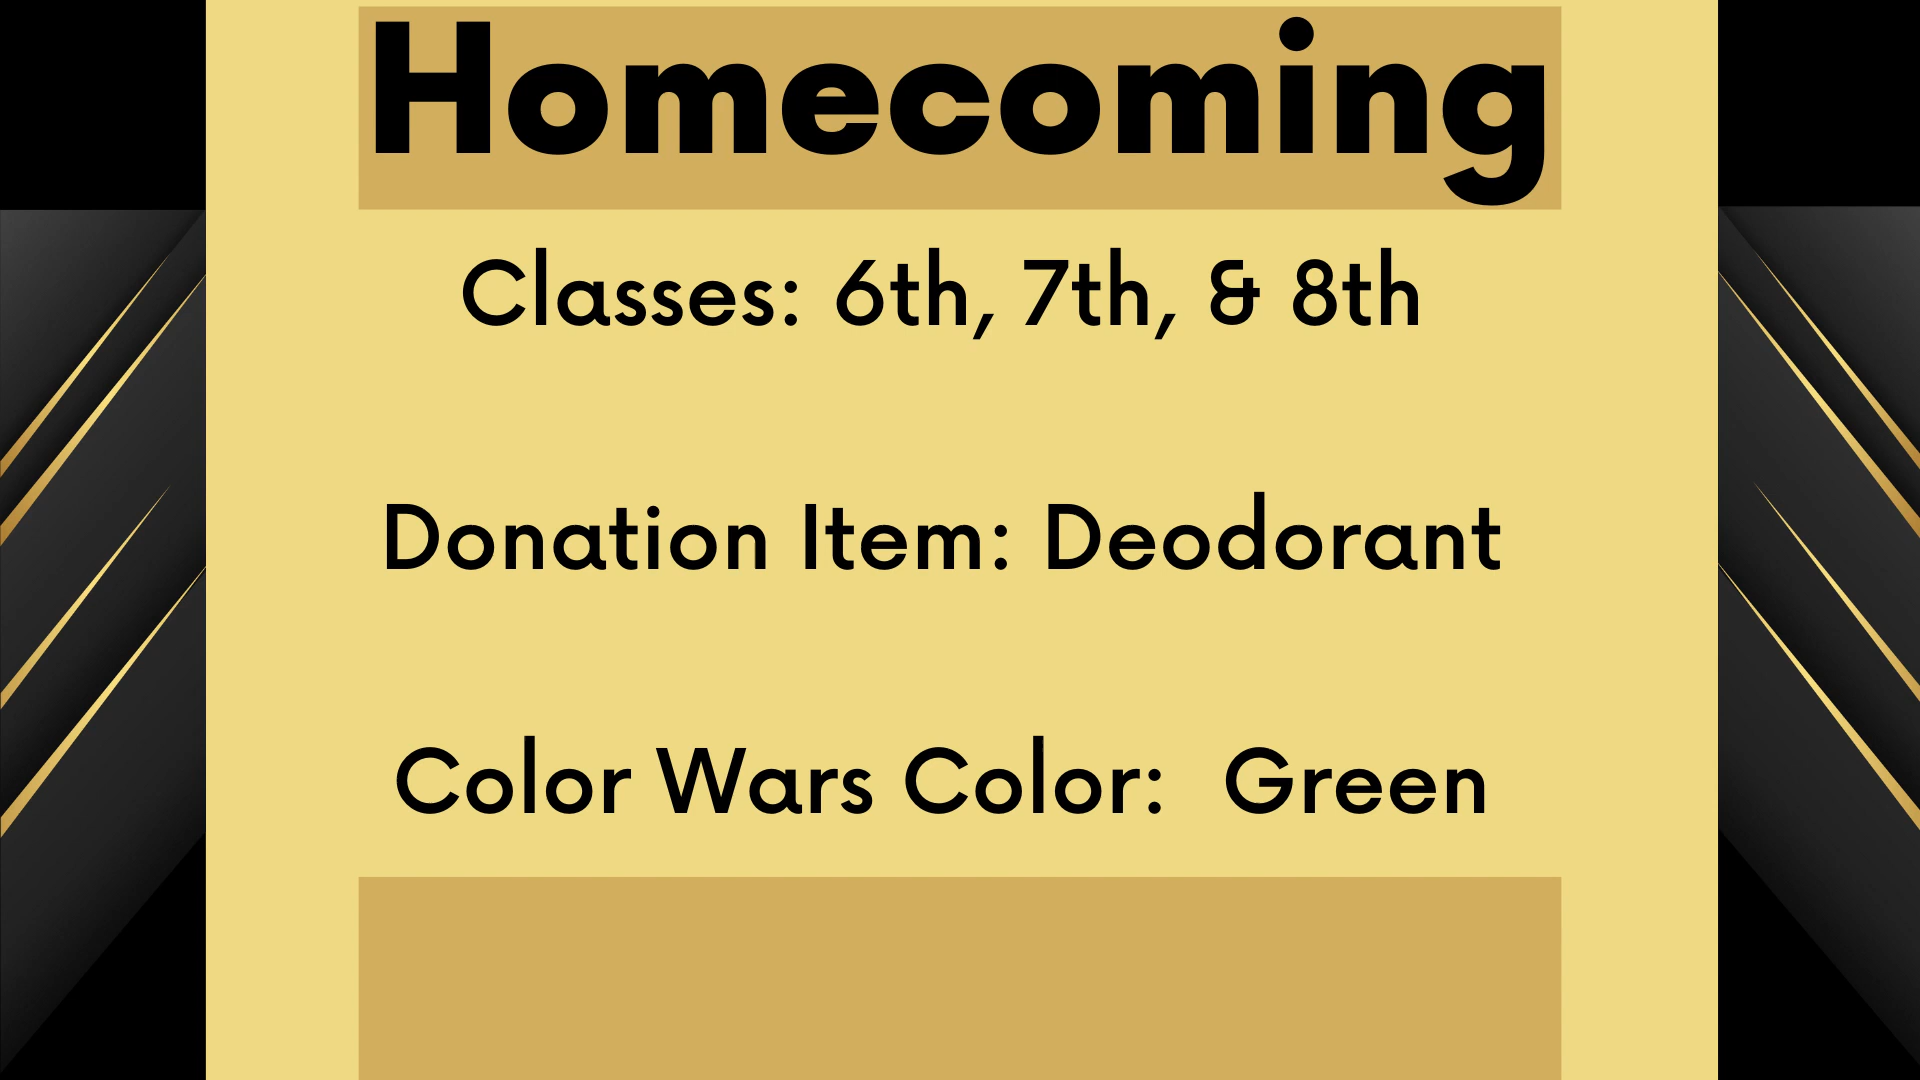 Homecoming
Classes: 6th, 7th, & 8th
Donation Item: Deodorant
Color Wars Color: Green